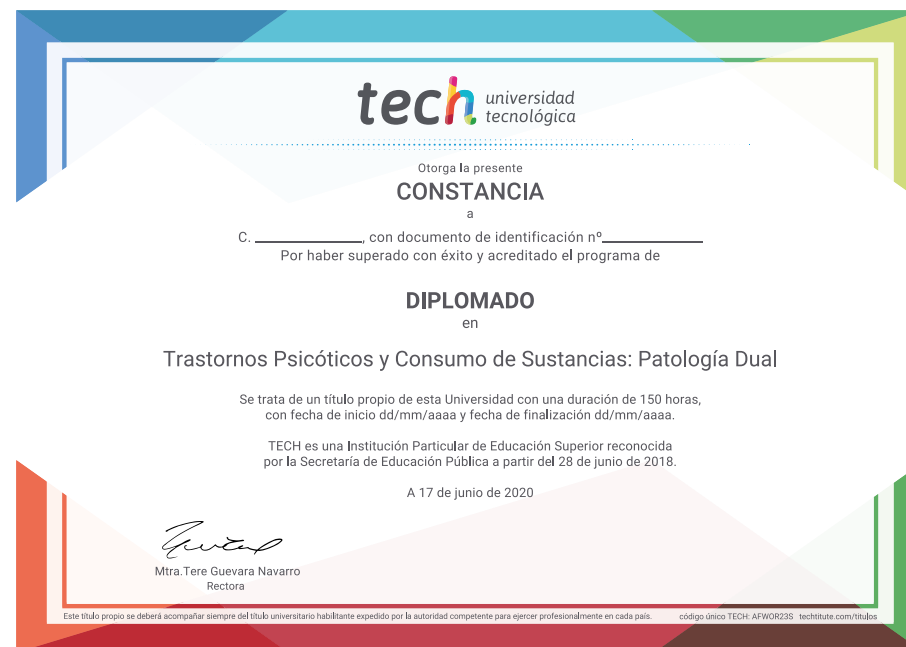 tech universidad
tecnológica
Otorga la presente
CONSTANCIA
a
C. ____________, con documento de identificación nº____________
Por haber superado con éxito y acreditado el programa de
DIPLOMADO
en
Trastornos Psicóticos y Consumo de Sustancias: Patología Dual
Se trata de un título propio de esta Universidad con una duración de 150 horas,
con fecha de inicio dd/mm/aaaa y fecha de finalización dd/mm/aaaa.
TECH es una Institución Particular de Educación Superior reconocida
por la Secretaría de Educación Pública a partir del 28 de junio de 2018.
A 17 de junio de 2020
Mtra.Tere Guevara Navarro
Rectora
Este título propio se deberá acompañar siempre del título universitario habilitante expedido por la autoridad competente para ejercer profesionalmente en cada país. código único TECH: AFWOR23S techtitute.com/titulos